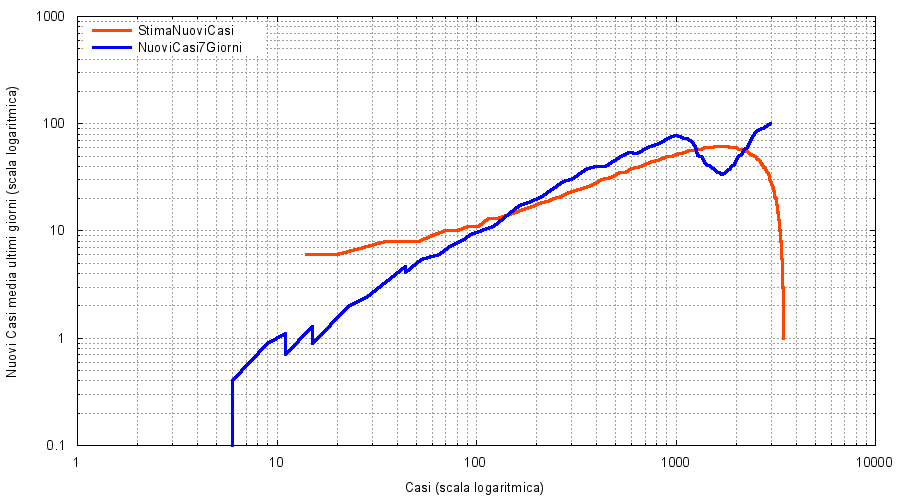 1000
StimaNuoviCasi
NuoviCasi7Giorni
100
10
1
0.1
Nuovi Casi media ultimi giorni (scala logaritmica)
1 10 100 1000 10000
Casi (scala logaritmica)